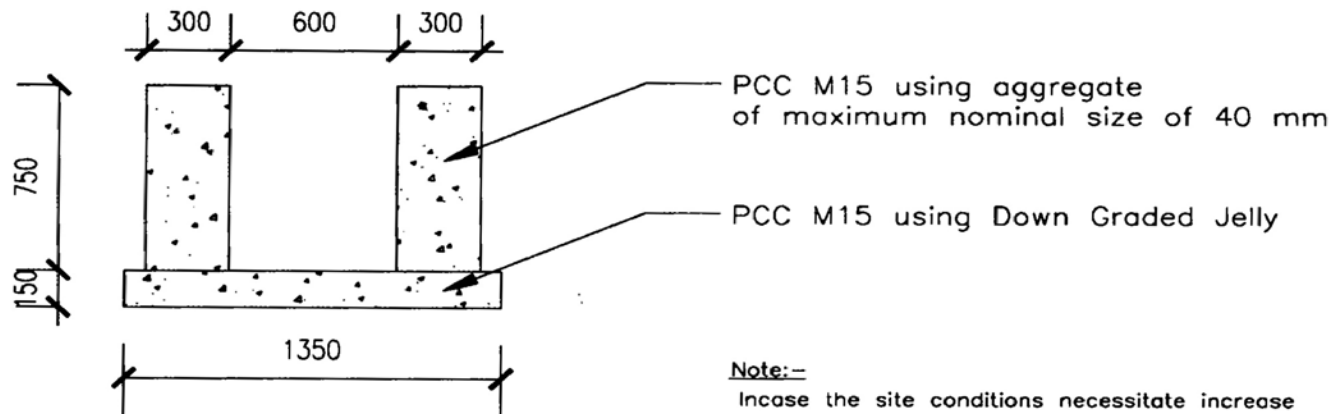 300 600 300
PCC M15 using aggregate
of maximum nominal size of 40 mm
750
PCC M15 using Down Graded Jelly
150
1350
Note:-
Incase the site conditions necessitate increase